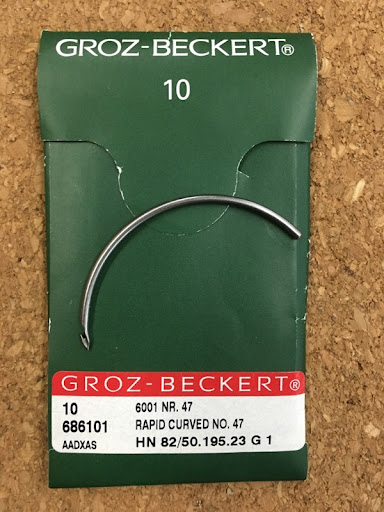 GROZ-BECKERT®
10
GROZ-BECKERT®
10 6001 NR. 47
686101 RAPID CURVED NO. 47
AADXAS HN 82/50.195.23 G 1